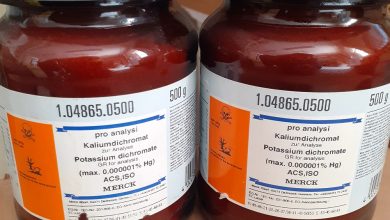 1.04865.0500
500 g
pro analysi
Kaliumdichromat
zur Analyse
Potassium dichromate
GR for analysis
(max. 0.000001% Hg)
ACS,ISO
MERCK
1.04865.0500
500 g
pro analysi
Kaliumdichromat
zur Analyse
Potassium dichromate
GR for analysis
(max. 0.000001% Hg)
ACS,ISO
MERCK